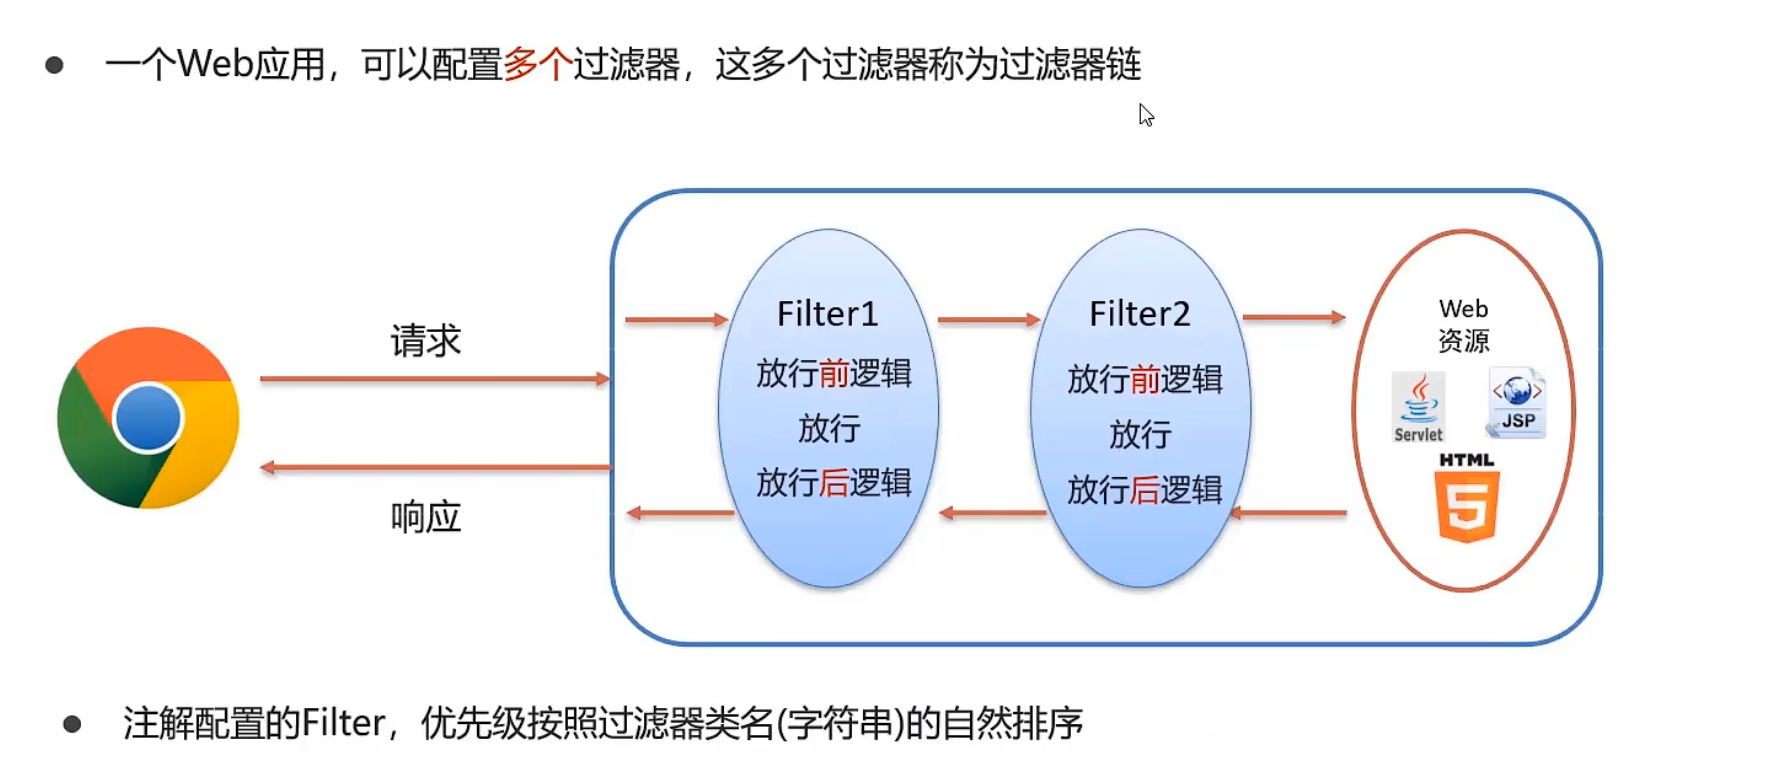 一个Web应用，可以配置多个过滤器，这多个过滤器称为过滤器链
请求
响应
Filter1
放行前逻辑
放行
放行后逻辑
Filter2
放行前逻辑
放行
放行后逻辑
Web
资源
Servlet
JSP
HTML
5
注解配置的Filter，优先级按照过滤器类名(字符串)的自然排序